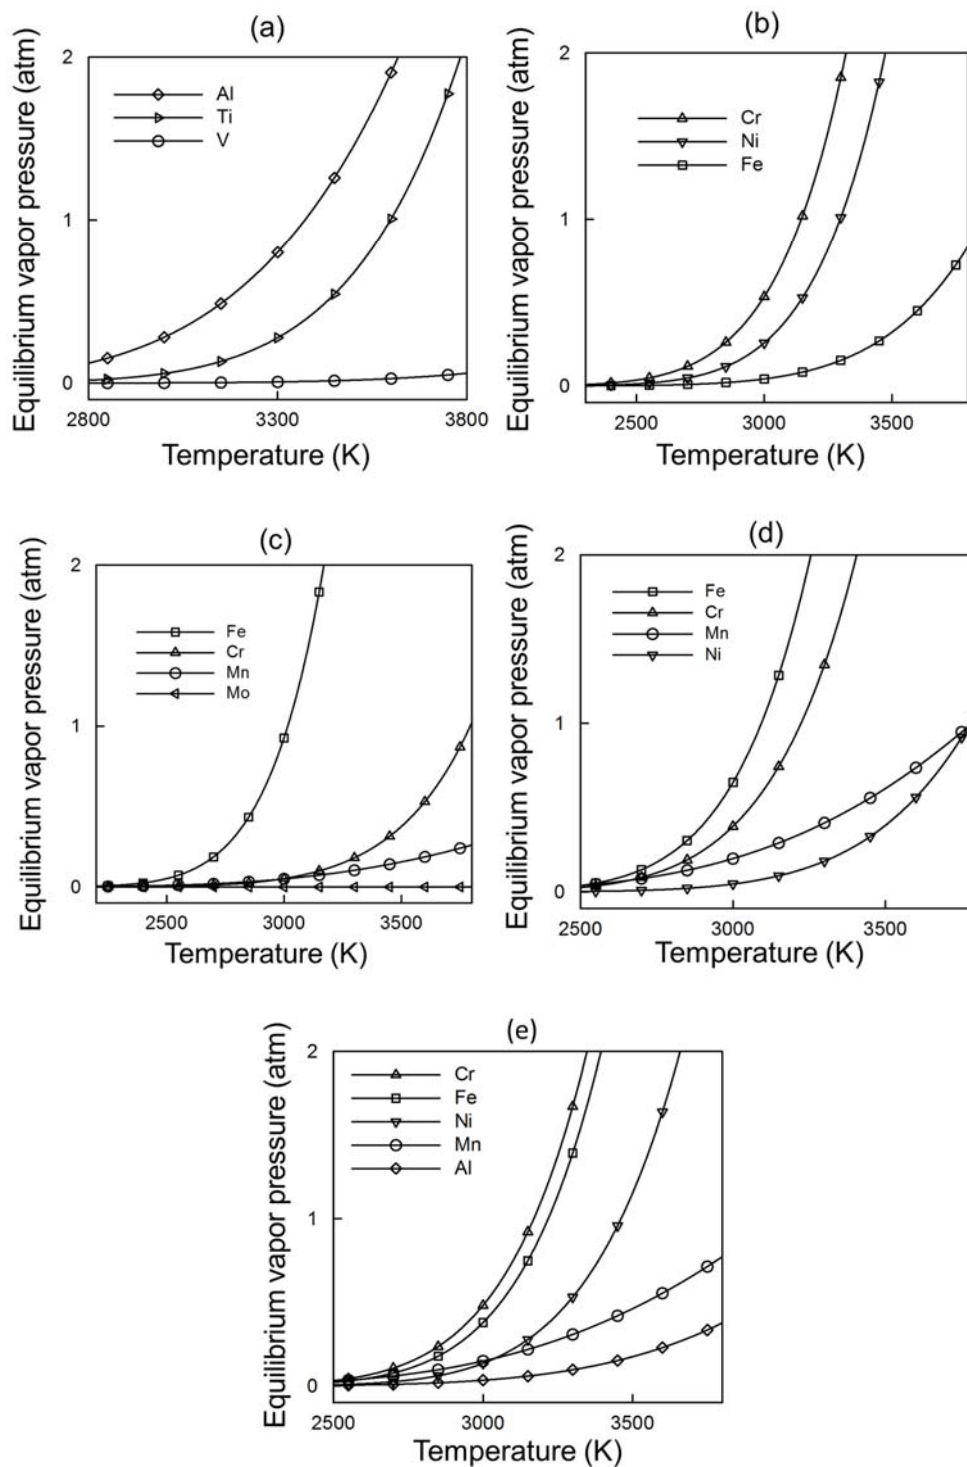 (a)
Equilibrium vapor pressure (atm)
2
1
0
Al
Ti
V
2800
3300
3800
Temperature (K)
(b)
Equilibrium vapor pressure (atm)
2
1
0
Cr
Ni
Fe
2500
3000
3500
Temperature (K)
(c)
Equilibrium vapor pressure (atm)
2
1
0
Fe
Cr
Mn
Mo
2500
3000
3500
Temperature (K)
(d)
Equilibrium vapor pressure (atm)
2
1
0
Fe
Cr
Mn
Ni
2500
3000
3500
Temperature (K)
(e)
Equilibrium vapor pressure (atm)
2
1
0
Cr
Fe
Ni
Mn
Al
2500
3000
3500
Temperature (K)